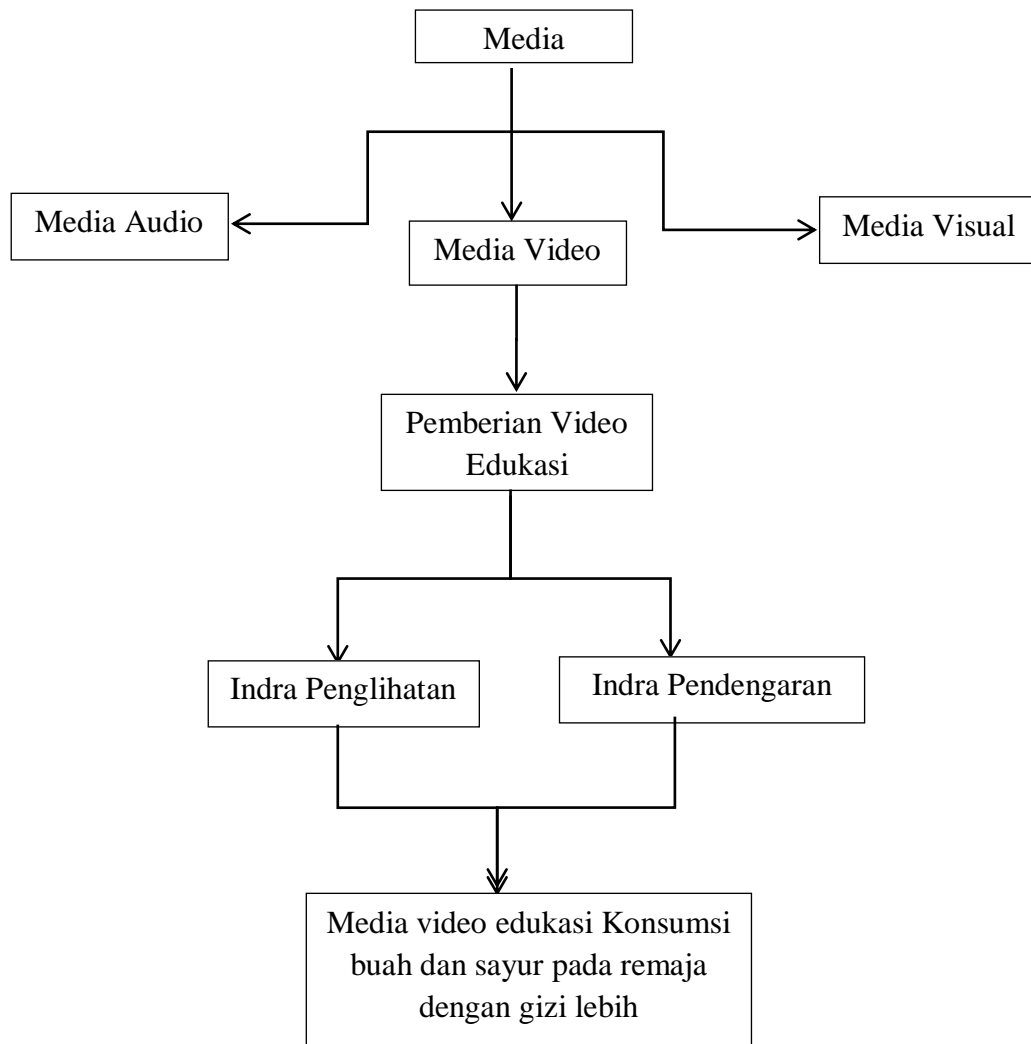 Media
Media Audio
Media Video
Media Visual
Pemberian Video
Edukasi
Indra Penglihatan
Indra Pendengaran
Media video edukasi Konsumsi
buah dan sayur pada remaja
dengan gizi lebih